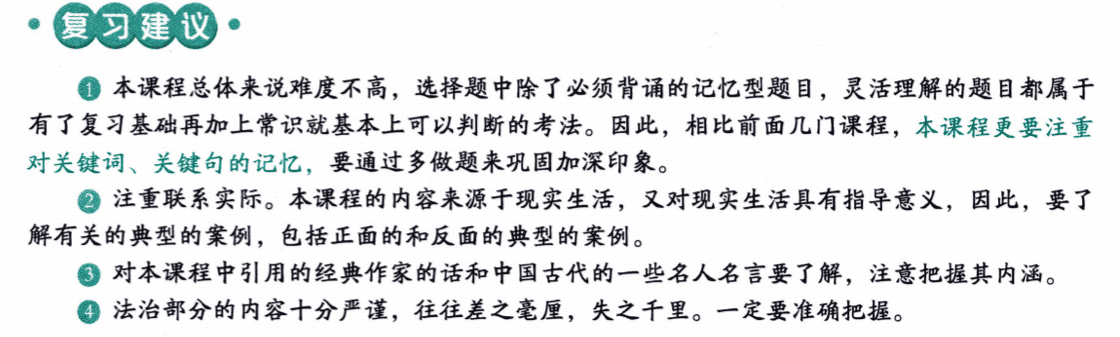 复习建议
❶ 本课程总体来说难度不高，选择题中除了必须背诵的记忆型题目，灵活理解的题目都属于
有了复习基础再加上常识就基本上可以判断的考法。因此，相比前面几门课程，本课程更要注重
对关键词、关键句的记忆，要通过多做题来巩固加深印象。
❷ 注重联系实际。本课程的内容来源于现实生活，又对现实生活具有指导意义，因此，要了
解有关的典型的案例，包括正面的和反面的典型的案例。
❸ 对本课程中引用的经典作家的话和中国古代的一些名人名言要了解，注意把握其内涵。
❹ 法治部分的内容十分严谨，往往差之毫厘，失之千里。一定要准确把握。